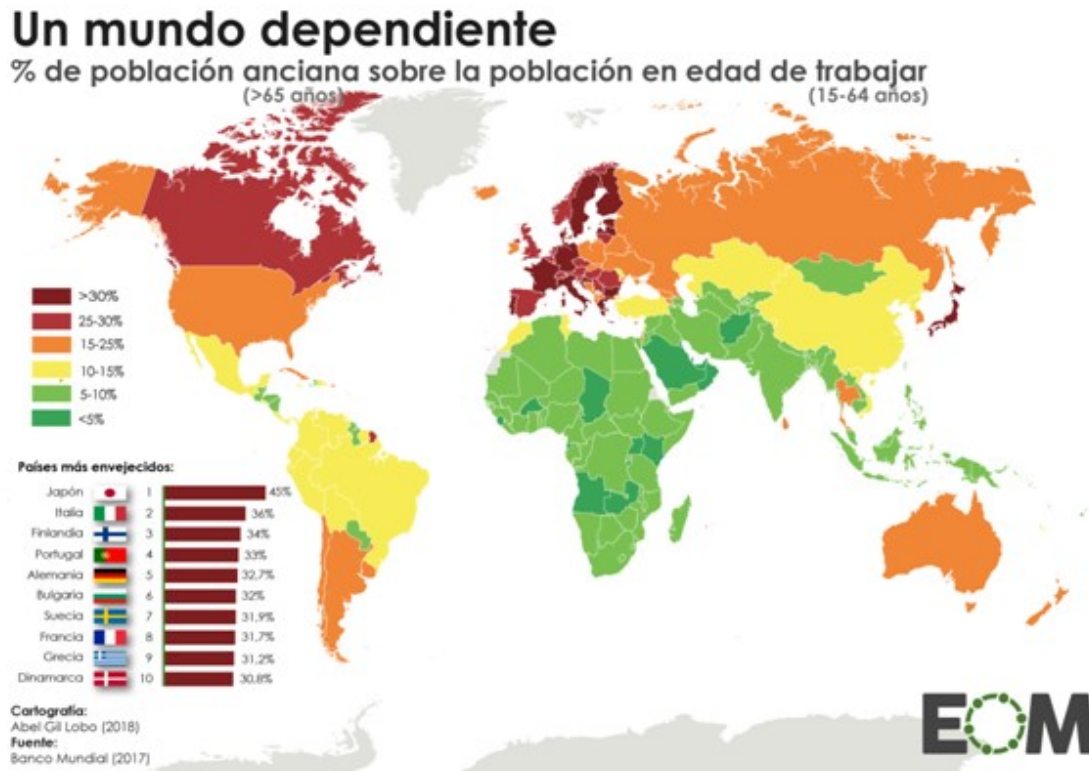 Un mundo dependiente
% de población anciana sobre la población en edad de trabajar
(>65 años) (15-64 años)
>30%
25-30%
15-25%
10-15%
5-10%
<5%
Países más envejecidos:
Japón 1 45%
Italia 2 36%
Finlandia 3 34%
Portugal 4 33%
Alemania 5 32,7%
Bulgaria 6 32%
Suecia 7 31,9%
Francia 8 31,7%
Grecia 9 31,2%
Dinamarca 10 30,8%
Cartografía:
Abel Gil Lobo (2018)
Fuente:
Banco Mundial (2017)
EOM